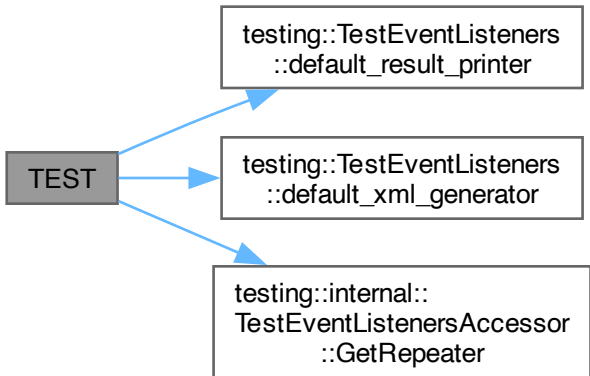 testing::TestEventListeners
::default_result_printer
TEST
testing::TestEventListeners
::default_xml_generator
testing::internal::
TestEventListenersAccessor
::GetRepeater